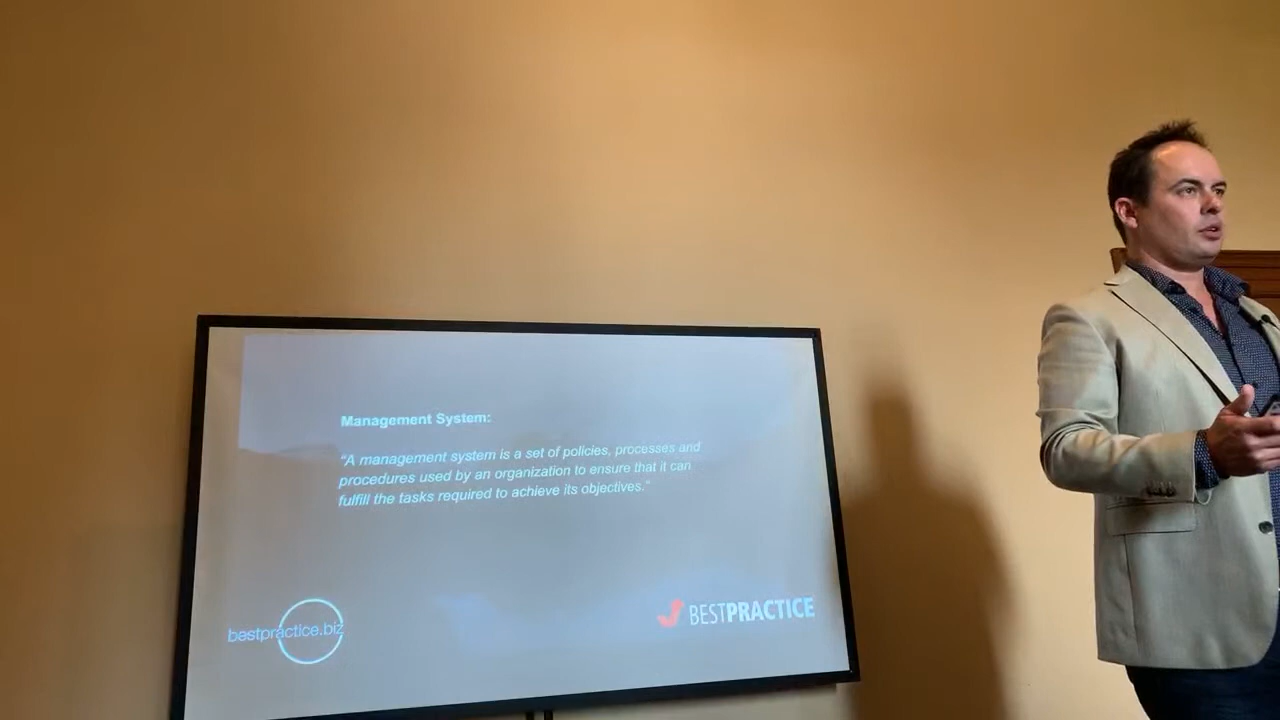 Management System:
“A management system is a set of policies, processes and
procedures used by an organization to ensure that it can
fulfill the tasks required to achieve its objectives.”
bestpractice.biz
BESTPRACTICE